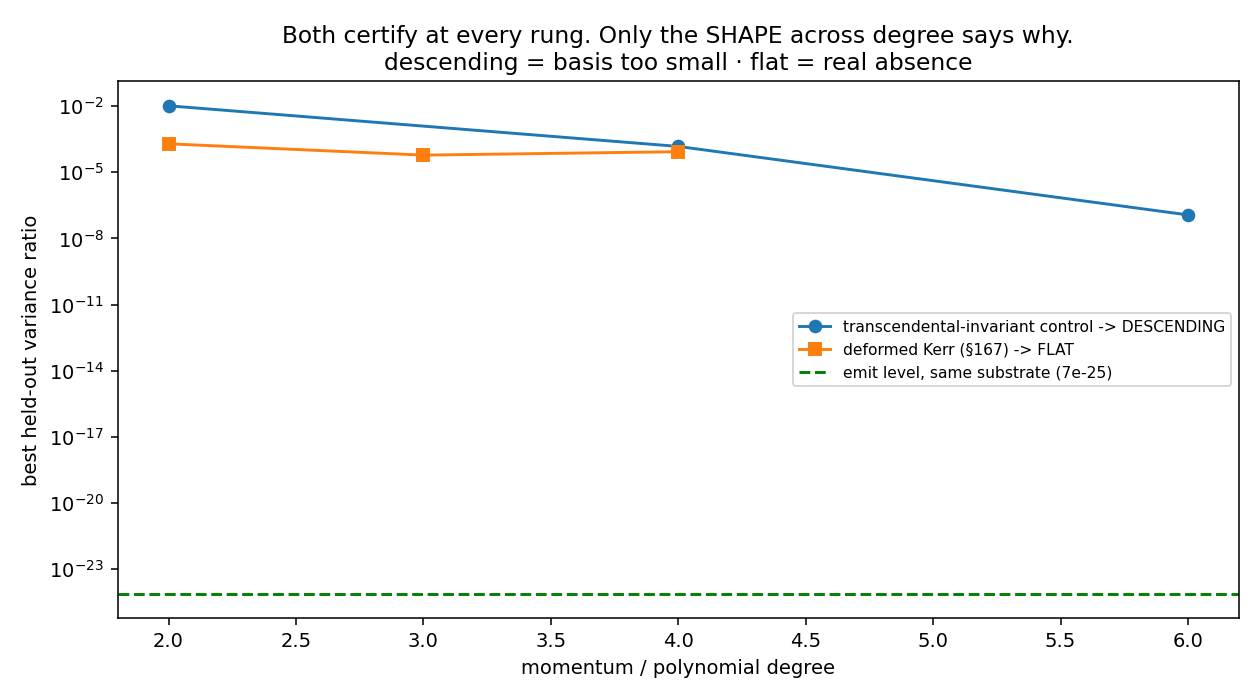 Both certify at every rung. Only the SHAPE across degree says why.
descending = basis too small · flat = real absence
best held-out variance ratio
10⁻²
10⁻⁵
10⁻⁸
10⁻¹¹
10⁻¹⁴
10⁻¹⁷
10⁻²⁰
10⁻²³
transcendental-invariant control -> DESCENDING
deformed Kerr (§167) -> FLAT
emit level, same substrate (7e-25)
2.0 2.5 3.0 3.5 4.0 4.5 5.0 5.5 6.0
momentum / polynomial degree